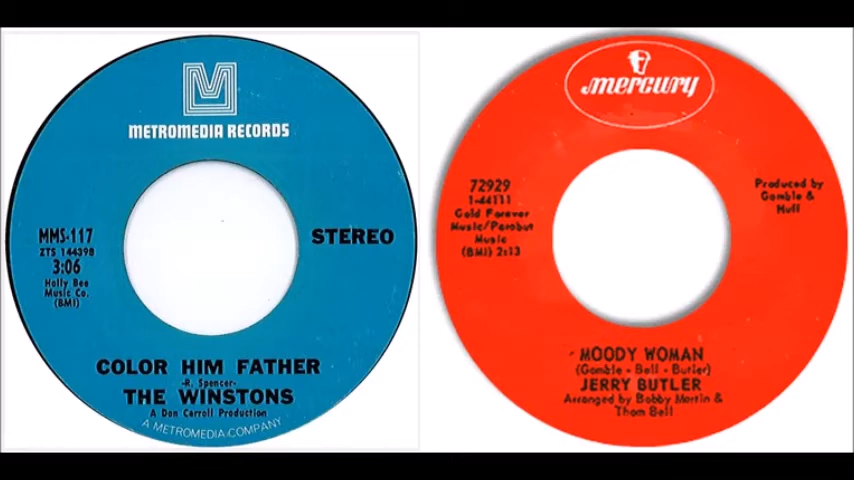 METROMEDIA RECORDS
MMS-117
ZTS 144398
3:06
Holly Bee
Music Co.
(BMI)
STEREO
COLOR HIM FATHER
-R. Spencer-
THE WINSTONS
A Don Carroll Production
A METROMEDIA COMPANY
mercury
72929
1-44111
Gold Forever
Music/Parabut
Music
(BMI) 2:13
Produced by
Gamble &
Huff
MOODY WOMAN
(Gamble - Bell - Butler)
JERRY BUTLER
Arranged by Bobby Martin &
Thom Bell